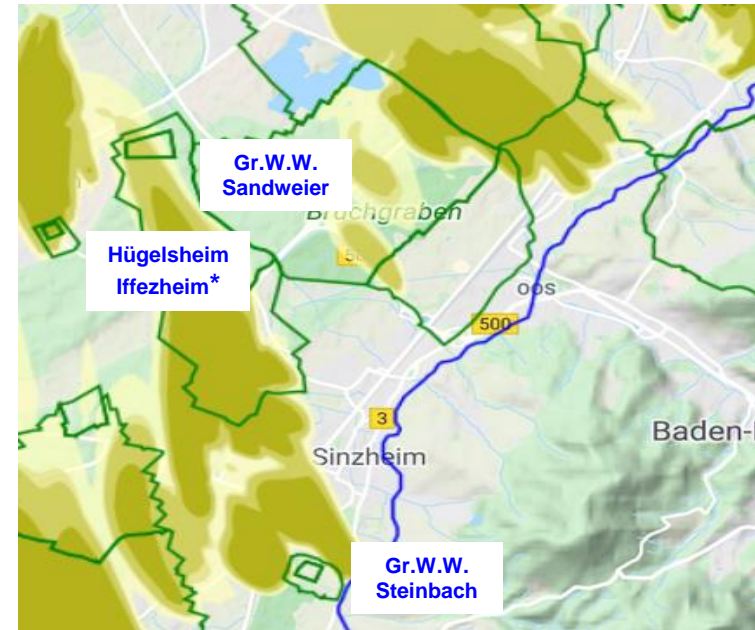 Gr.W.W.
Sandweier
Bruchgraben
Hügelsheim
Iffezheim*
oos
500
3
Sinzheim
Baden-
Gr.W.W.
Steinbach